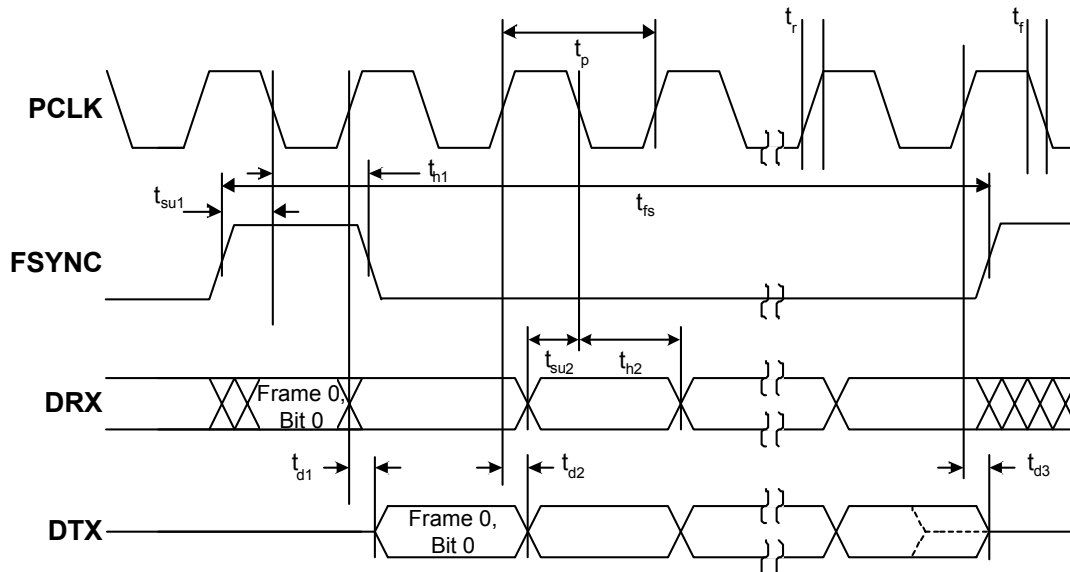 t_r
t_f
t_p
PCLK
t_h1
t_su1
t_fs
FSYNC
t_su2
t_h2
DRX
Frame 0,
Bit 0
t_d1
t_d2
t_d3
DTX
Frame 0,
Bit 0